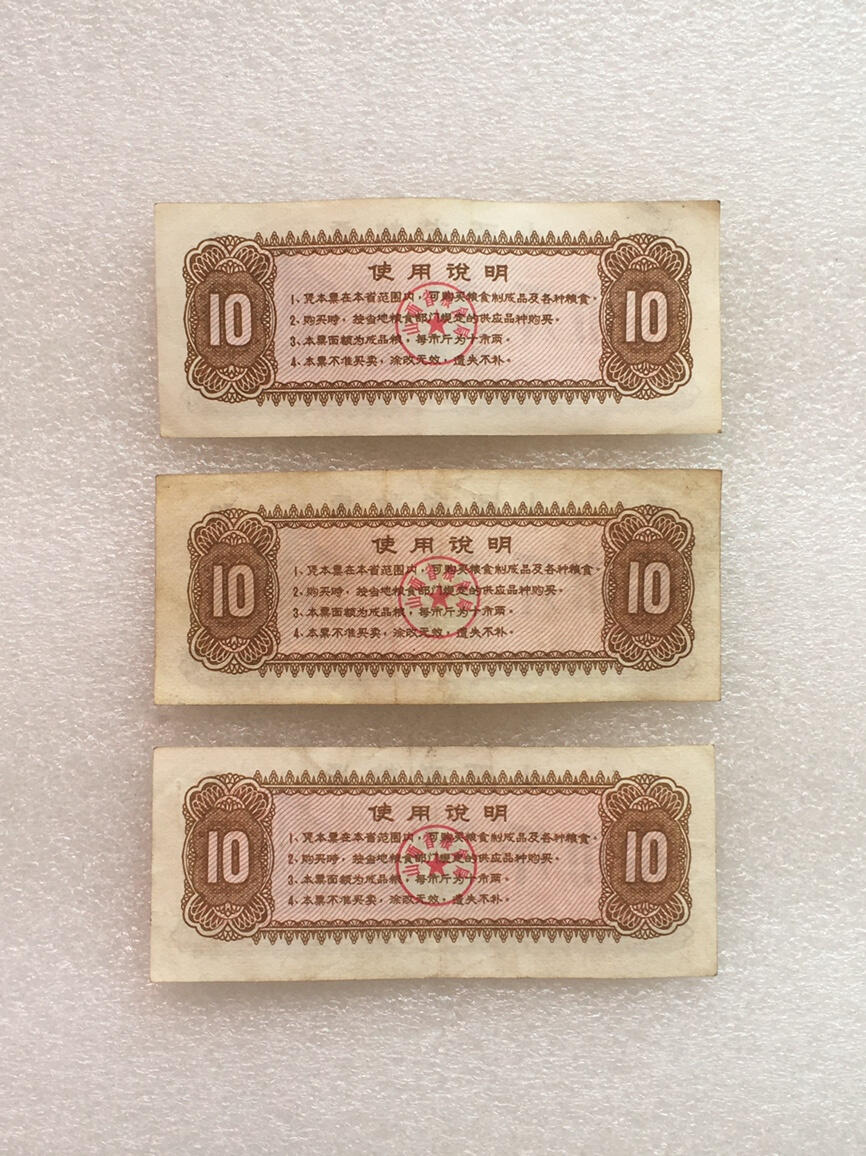 使用说明
10
10
1、凭本票在本省范围内，可购买粮食制成品及各种粮食。
2、购买时，按当地粮食部门规定的供应品种购买。
3、本票面额为成品粮，每市斤为十市两。
4、本票不准买卖，涂改无效，遗失不补。
使用说明
10
10
1、凭本票在本省范围内，可购买粮食制成品及各种粮食。
2、购买时，按当地粮食部门规定的供应品种购买。
3、本票面额为成品粮，每市斤为十市两。
4、本票不准买卖，涂改无效，遗失不补。
使用说明
10
10
1、凭本票在本省范围内，可购买粮食制成品及各种粮食。
2、购买时，按当地粮食部门规定的供应品种购买。
3、本票面额为成品粮，每市斤为十市两。
4、本票不准买卖，涂改无效，遗失不补。